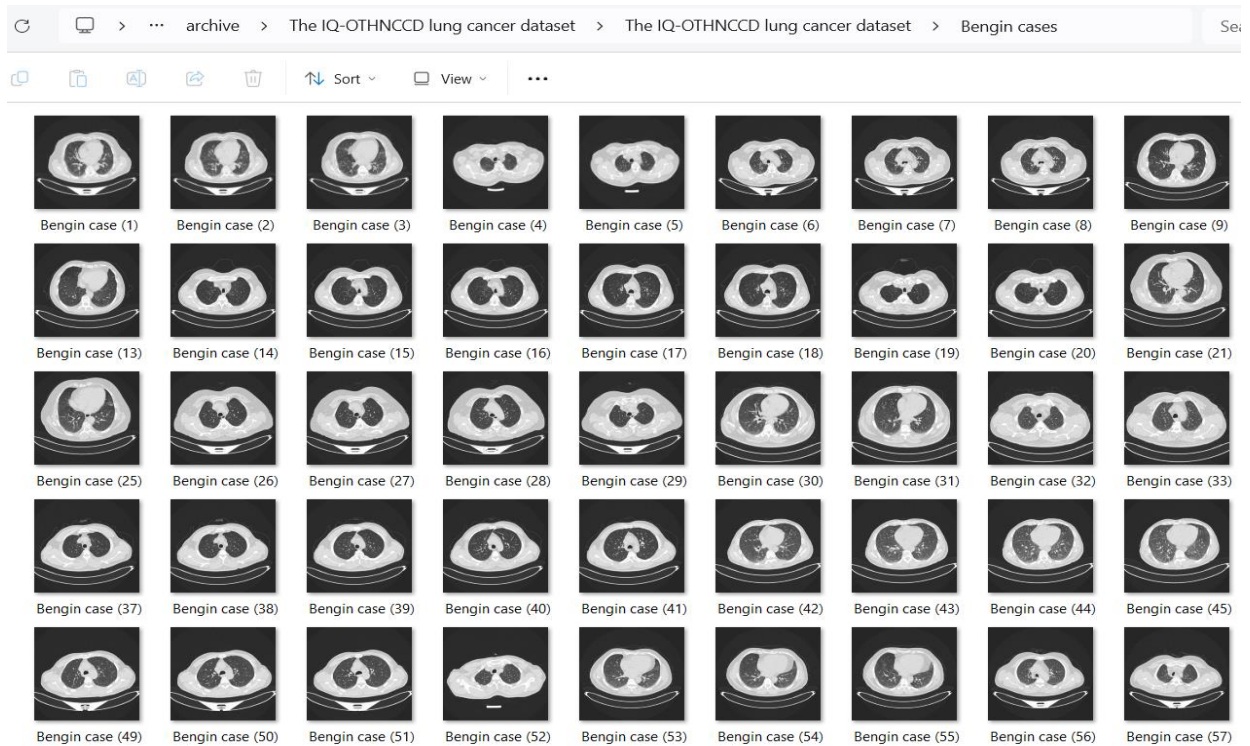 ··· archive > The IQ-OTHNCCD lung cancer dataset > The IQ-OTHNCCD lung cancer dataset > Bengin cases
Sort View ···
Bengin case (1) Bengin case (2) Bengin case (3) Bengin case (4) Bengin case (5) Bengin case (6) Bengin case (7) Bengin case (8) Bengin case (9)
Bengin case (13) Bengin case (14) Bengin case (15) Bengin case (16) Bengin case (17) Bengin case (18) Bengin case (19) Bengin case (20) Bengin case (21)
Bengin case (25) Bengin case (26) Bengin case (27) Bengin case (28) Bengin case (29) Bengin case (30) Bengin case (31) Bengin case (32) Bengin case (33)
Bengin case (37) Bengin case (38) Bengin case (39) Bengin case (40) Bengin case (41) Bengin case (42) Bengin case (43) Bengin case (44) Bengin case (45)
Bengin case (49) Bengin case (50) Bengin case (51) Bengin case (52) Bengin case (53) Bengin case (54) Bengin case (55) Bengin case (56) Bengin case (57)